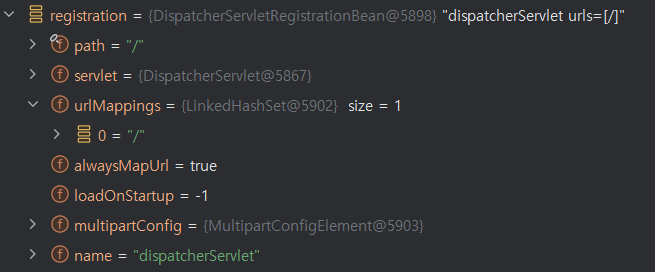 registration = {DispatcherServletRegistrationBean@5898} "dispatcherServlet urls=[/]"
f path = "/"
f servlet = {DispatcherServlet@5867}
f urlMappings = {LinkedHashSet@5902} size = 1
0 = "/"
f alwaysMapUrl = true
f loadOnStartup = -1
f multipartConfig = {MultipartConfigElement@5903}
f name = "dispatcherServlet"